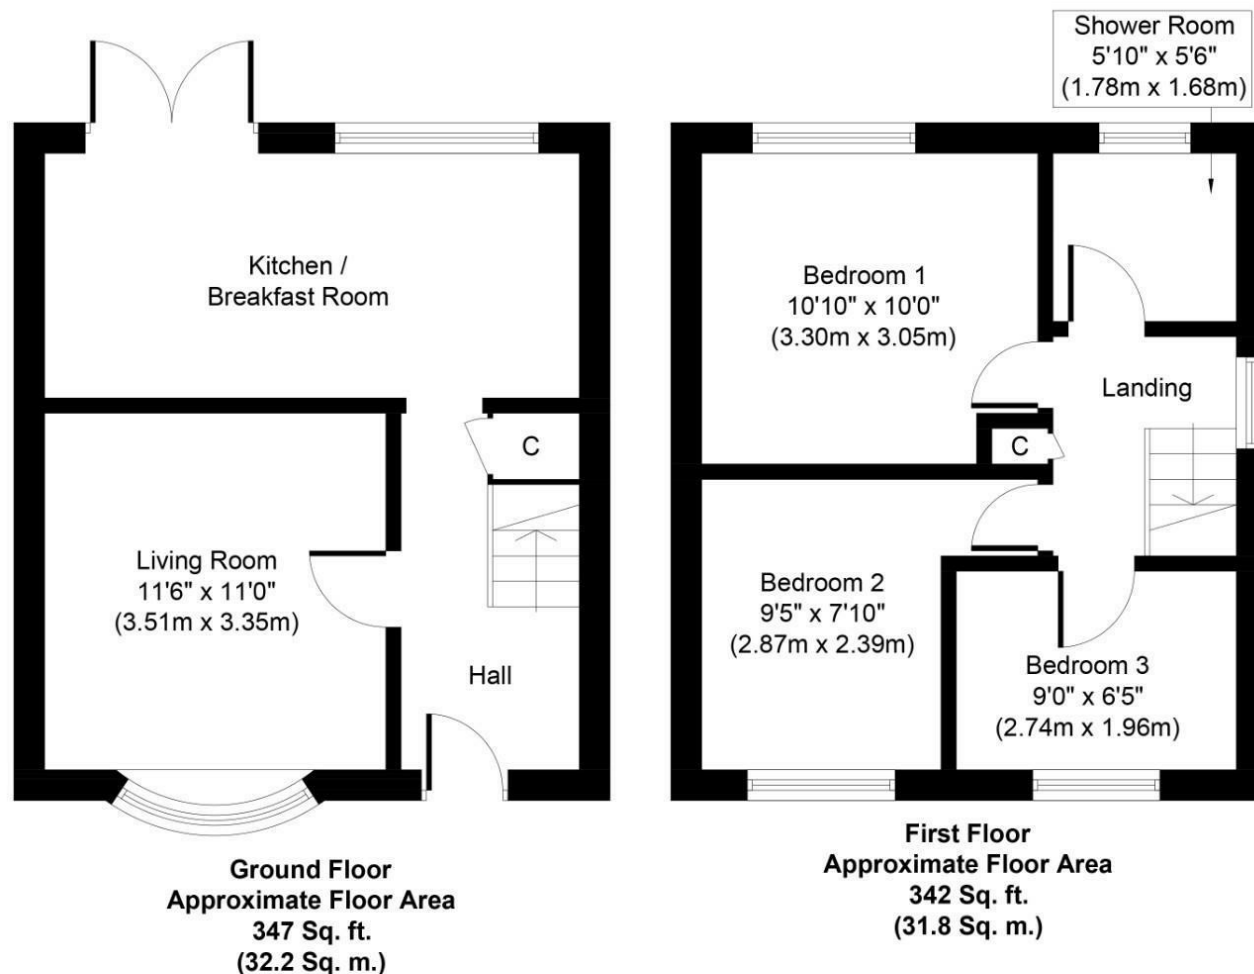 Kitchen /
Breakfast Room
C
Living Room
11'6" x 11'0"
(3.51m x 3.35m)
Hall
Ground Floor
Approximate Floor Area
347 Sq. ft.
(32.2 Sq. m.)
Shower Room
5'10" x 5'6"
(1.78m x 1.68m)
Bedroom 1
10'10" x 10'0"
(3.30m x 3.05m)
Landing
C
Bedroom 2
9'5" x 7'10"
(2.87m x 2.39m)
Bedroom 3
9'0" x 6'5"
(2.74m x 1.96m)
First Floor
Approximate Floor Area
342 Sq. ft.
(31.8 Sq. m.)